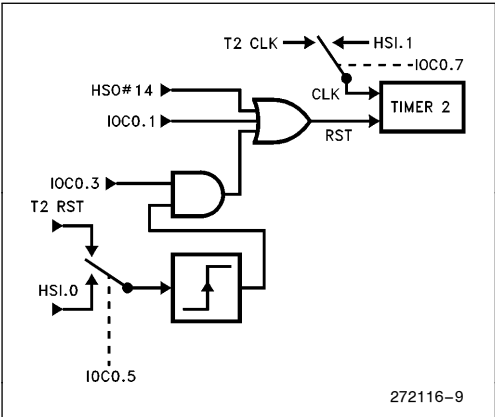 T2 CLK
HSI.1
IOC0.7
HSO#14
CLK
TIMER 2
IOC0.1
RST
IOC0.3
T2 RST
HSI.0
IOC0.5
272116-9